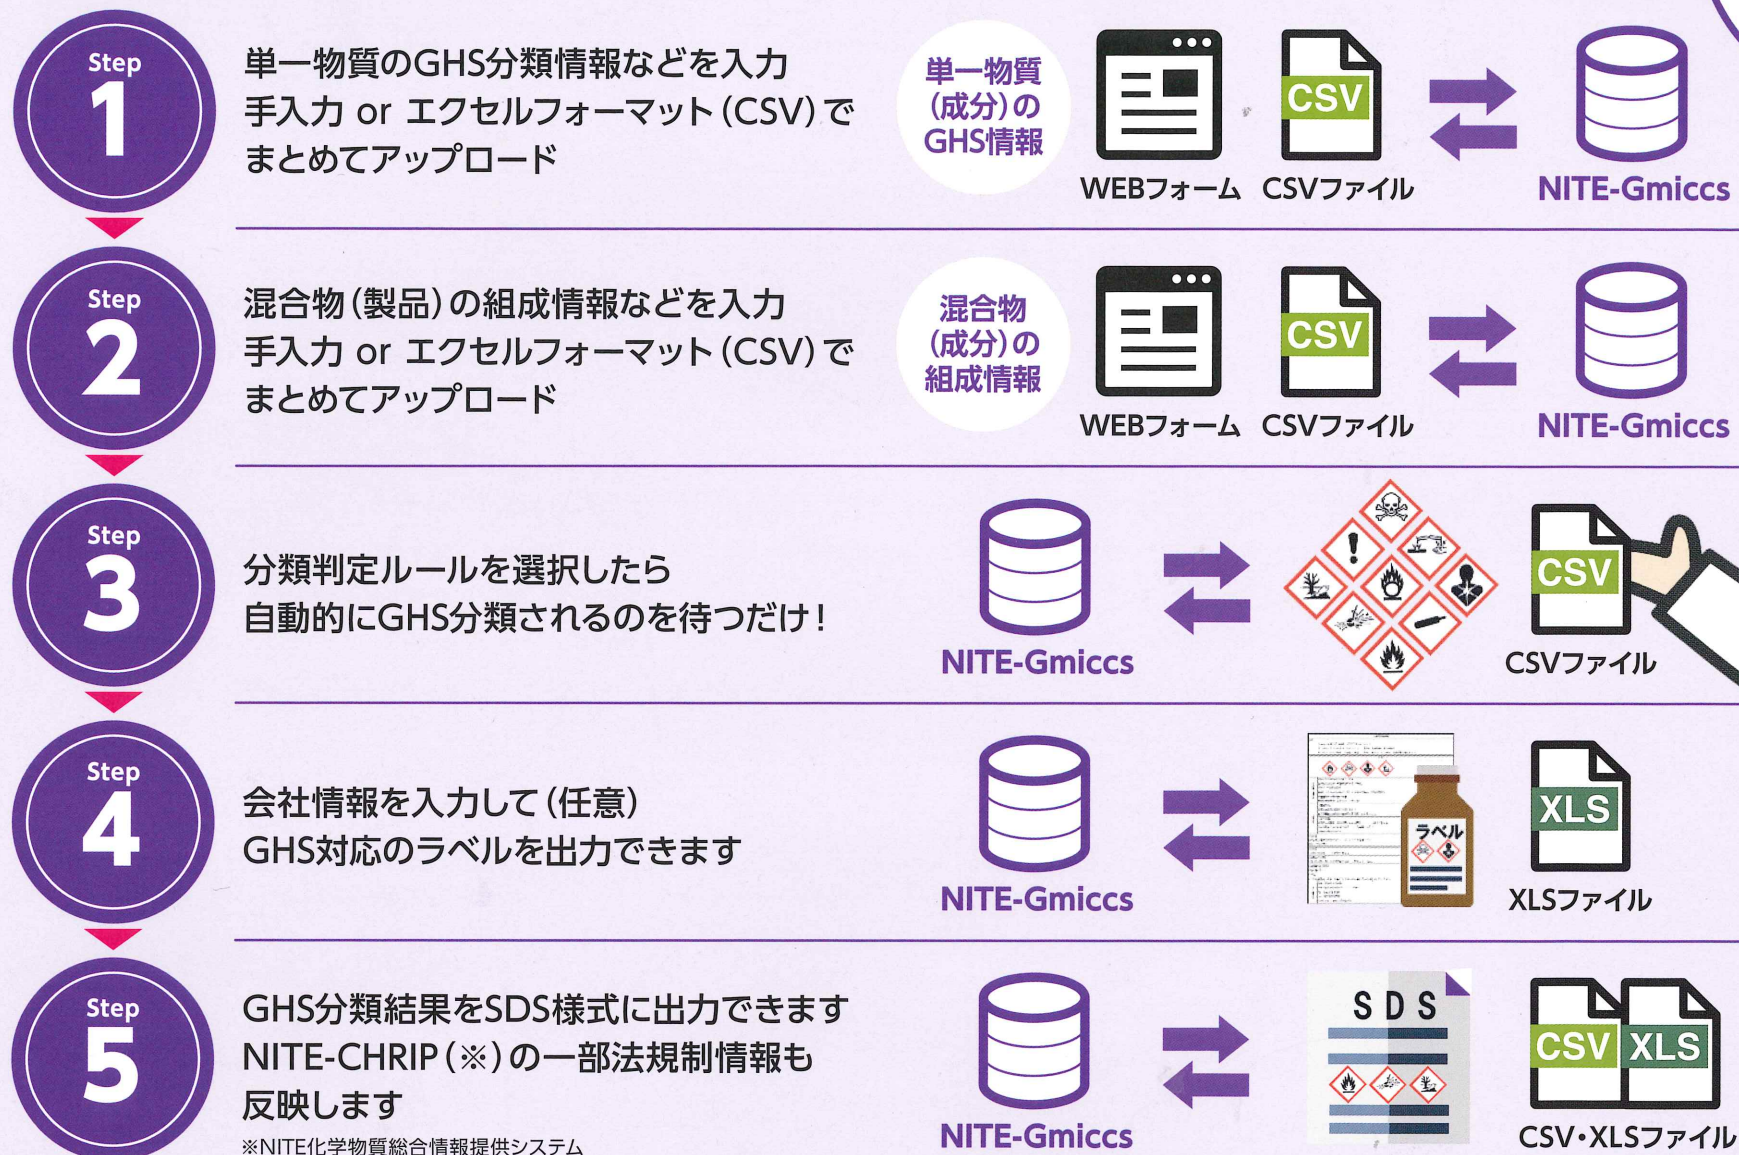 Step
1
単一物質のGHS分類情報などを入力
手入力 or エクセルフォーマット(CSV)で
まとめてアップロード
単一物質
(成分)の
GHS情報
WEBフォーム
CSV
CSVファイル
NITE-Gmiccs
Step
2
混合物(製品)の組成情報などを入力
手入力 or エクセルフォーマット(CSV)で
まとめてアップロード
混合物
(成分)の
組成情報
WEBフォーム
CSV
CSVファイル
NITE-Gmiccs
Step
3
分類判定ルールを選択したら
自動的にGHS分類されるのを待つだけ!
NITE-Gmiccs
CSV
CSVファイル
Step
4
会社情報を入力して(任意)
GHS対応のラベルを出力できます
NITE-Gmiccs
ラベル
XLS
XLSファイル
Step
5
GHS分類結果をSDS様式に出力できます
NITE-CHRIP(※)の一部法規制情報も
反映します
※NITE化学物質総合情報提供システム
NITE-Gmiccs
SDS
CSV XLS
CSV・XLSファイル